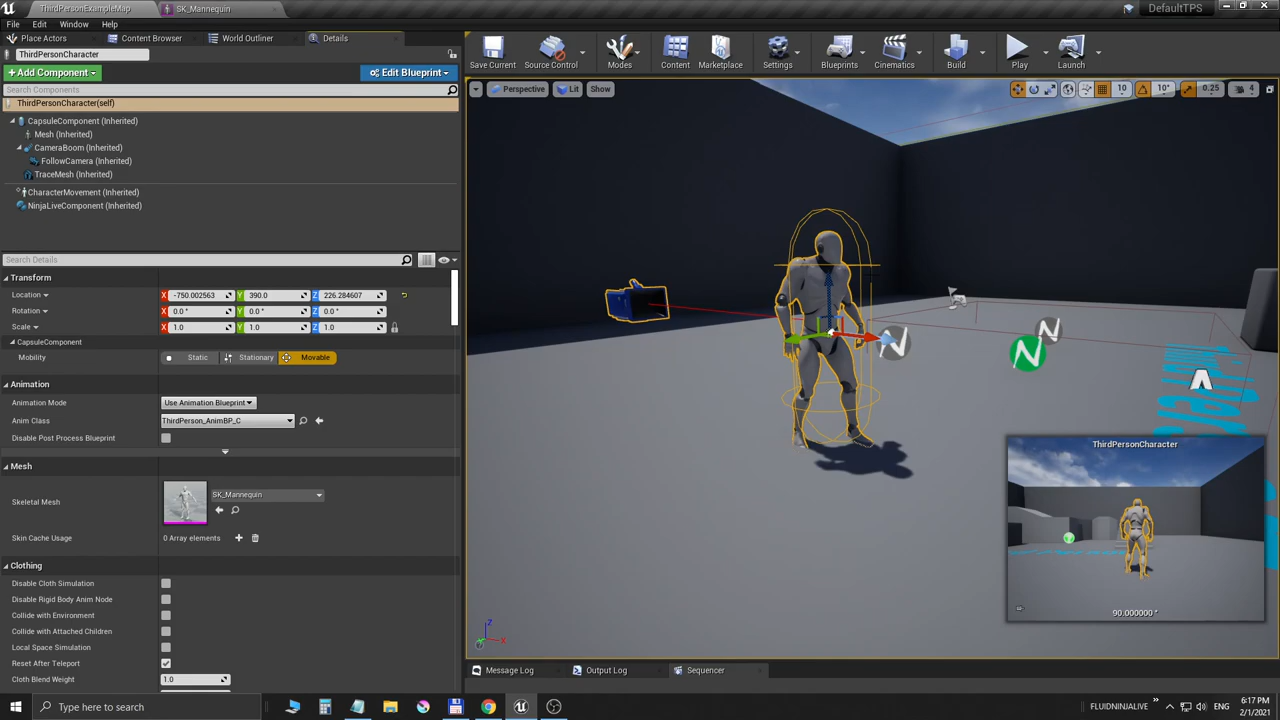 ThirdPersonExampleMap
SK_Mannequin
DefaultTPS
File Edit Window Help
Place Actors Content Browser World Outliner Details
ThirdPersonCharacter
+Add Component
Edit Blueprint
Search Components
ThirdPersonCharacter(self)
CapsuleComponent (Inherited)
Mesh (Inherited)
CameraBoom (Inherited)
FollowCamera (Inherited)
TraceMesh (Inherited)
CharacterMovement (Inherited)
NinjaLiveComponent (Inherited)
Search Details
Transform
Location X -750.002563 Y 390.0 Z 226.284607
Rotation X 0.0 ° Y 0.0 ° Z 0.0 °
Scale X 1.0 Y 1.0 Z 1.0
CapsuleComponent
Mobility Static Stationary Movable
Animation
Animation Mode Use Animation Blueprint
Anim Class ThirdPerson_AnimBP_C
Disable Post Process Blueprint
Mesh
Skeletal Mesh SK_Mannequin
Skin Cache Usage 0 Array elements
Clothing
Disable Cloth Simulation
Disable Rigid Body Anim Node
Collide with Environment
Collide with Attached Children
Local Space Simulation
Reset After Teleport
Cloth Blend Weight 1.0
Save Current Source Control Modes Content Marketplace Settings Blueprints Cinematics Build Play Launch
Perspective Lit Show 10 10° 0.25 4
ThirdPersonCharacter
90.000000 °
Z
X
Message Log Output Log Sequencer
Type here to search
FLUIDNINJALIVE
ENG
6:17 PM
2/1/2021